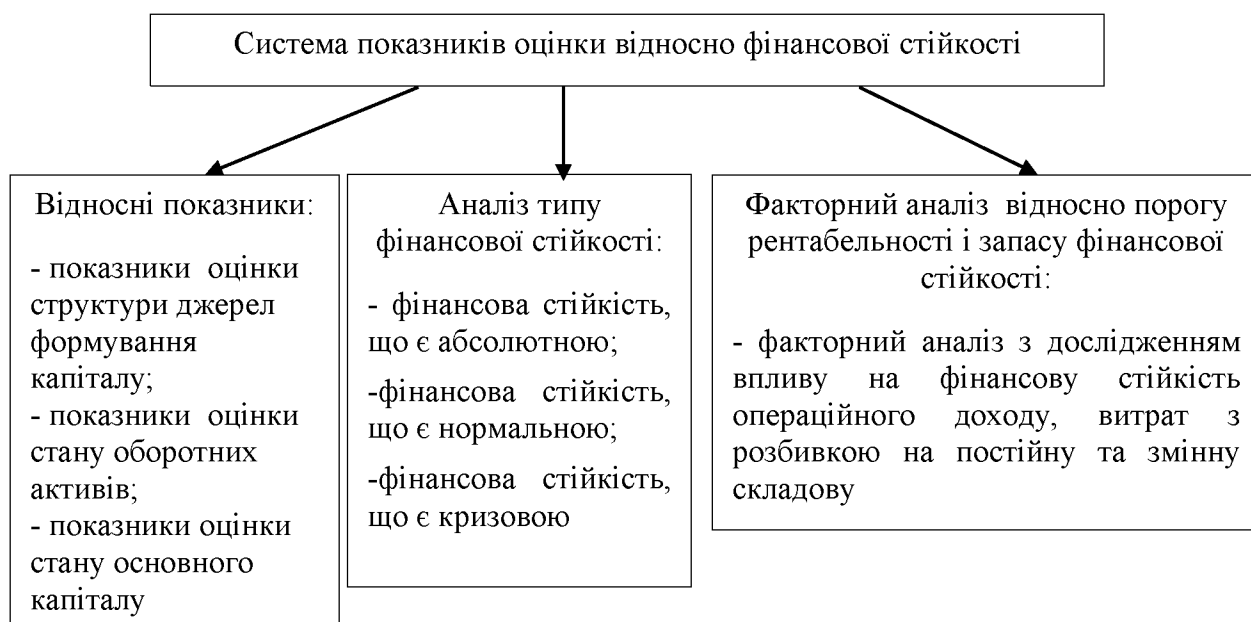 Система показників оцінки відносно фінансової стійкості
Відносні показники:
- показники оцінки
структури джерел
формування
капіталу;
- показники оцінки
стану оборотних
активів;
- показники оцінки
стану основного
капіталу
Аналіз типу
фінансової стійкості:
- фінансова стійкість,
що є абсолютною;
-фінансова стійкість,
що є нормальною;
-фінансова стійкість,
що є кризовою
Факторний аналіз відносно порогу
рентабельності і запасу фінансової
стійкості:
- факторний аналіз з дослідженням
впливу на фінансову стійкість
операційного доходу, витрат з
розбивкою на постійну та змінну
складову